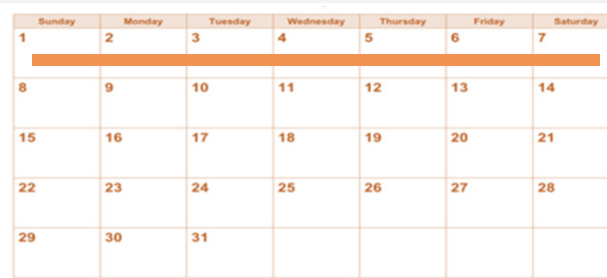 Sunday Monday Tuesday Wednesday Thursday Friday Saturday
1 2 3 4 5 6 7
8 9 10 11 12 13 14
15 16 17 18 19 20 21
22 23 24 25 26 27 28
29 30 31